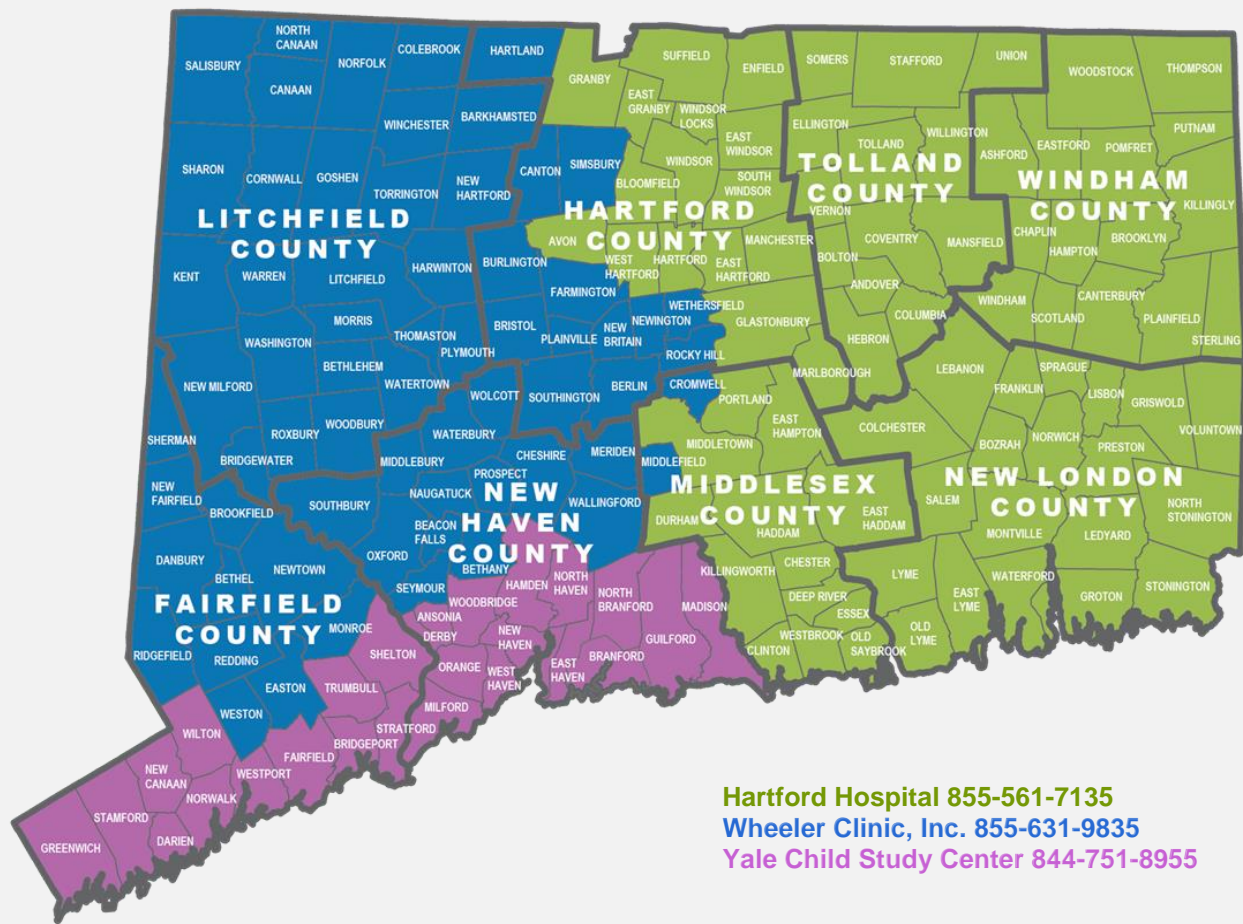 NORTH
CANAAN
COLEBROOK
HARTLAND
SALISBURY
NORFOLK
CANAAN
SUFFIELD
ENFIELD
GRANBY
SOMERS
STAFFORD
UNION
WOODSTOCK
THOMPSON
EAST
GRANBY
WINDSOR
LOCKS
WINCHESTER
BARKHAMSTED
EAST
WINDSOR
ELLINGTON
TOLLAND
WILLINGTON
ASHFORD
EASTFORD
POMFRET
PUTNAM
SHARON
CORNWALL
GOSHEN
TORRINGTON
NEW
HARTFORD
CANTON
SIMSBURY
WINDSOR
BLOOMFIELD
SOUTH
WINDSOR
TOLLAND
COUNTY
WINDHAM
COUNTY
KILLINGLY
LITCHFIELD
COUNTY
HARTFORD
COUNTY
VERNON
COVENTRY
MANSFIELD
CHAPLIN
HAMPTON
BROOKLYN
KENT
WARREN
LITCHFIELD
HARWINTON
BURLINGTON
AVON
WEST
HARTFORD
HARTFORD
EAST
HARTFORD
MANCHESTER
BOLTON
ANDOVER
COLUMBIA
WINDHAM
SCOTLAND
CANTERBURY
PLAINFIELD
STERLING
FARMINGTON
MORRIS
WASHINGTON
THOMASTON
PLYMOUTH
BRISTOL
PLAINVILLE
NEW
BRITAIN
NEWINGTON
WETHERSFIELD
GLASTONBURY
ROCKY HILL
HEBRON
MARLBOROUGH
BETHLEHEM
WATERTOWN
NEW MILFORD
WOLCOTT
SOUTHINGTON
BERLIN
CROMWELL
PORTLAND
EAST
HAMPTON
LEBANON
FRANKLIN
SPRAGUE
LISBON
GRISWOLD
VOLUNTOWN
ROXBURY
WOODBURY
BRIDGEWATER
SHERMAN
WATERBURY
MIDDLEBURY
CHESHIRE
MERIDEN
MIDDLETOWN
MIDDLEFIELD
COLCHESTER
BOZRAH
NORWICH
PRESTON
NEW
FAIRFIELD
BROOKFIELD
SOUTHBURY
NAUGATUCK
PROSPECT
WALLINGFORD
NEW
HAVEN
COUNTY
MIDDLESEX
COUNTY
NEW LONDON
COUNTY
BEACON
FALLS
OXFORD
DURHAM
HADDAM
EAST
HADDAM
SALEM
MONTVILLE
LEDYARD
NORTH
STONINGTON
DANBURY
BETHEL
NEWTOWN
SEYMOUR
BETHANY
HAMDEN
NORTH
HAVEN
WOODBRIDGE
ANSONIA
DERBY
NORTH
BRANFORD
MADISON
KILLINGWORTH
CHESTER
DEEP RIVER
ESSEX
LYME
EAST
LYME
WATERFORD
GROTON
STONINGTON
FAIRFIELD
COUNTY
MONROE
SHELTON
NEW
HAVEN
GUILFORD
BRANFORD
CLINTON
WESTBROOK
OLD
SAYBROOK
OLD
LYME
RIDGEFIELD
REDDING
EASTON
TRUMBULL
ORANGE
WEST
HAVEN
EAST
HAVEN
MILFORD
WESTON
WILTON
STRATFORD
BRIDGEPORT
FAIRFIELD
WESTPORT
NEW
CANAAN
NORWALK
STAMFORD
DARIEN
GREENWICH
Hartford Hospital 855-561-7135
Wheeler Clinic, Inc. 855-631-9835
Yale Child Study Center 844-751-8955